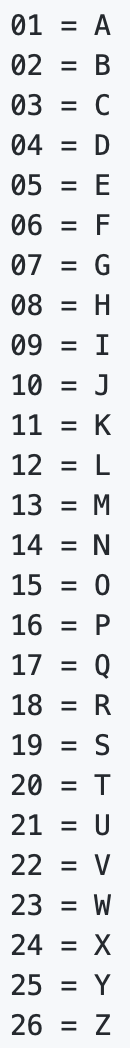 01 = A
02 = B
03 = C
04 = D
05 = E
06 = F
07 = G
08 = H
09 = I
10 = J
11 = K
12 = L
13 = M
14 = N
15 = O
16 = P
17 = Q
18 = R
19 = S
20 = T
21 = U
22 = V
23 = W
24 = X
25 = Y
26 = Z